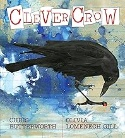 CLEVER CROW
CHRIS OLIVIA
BUTTERWORTH LOMENECH GILL